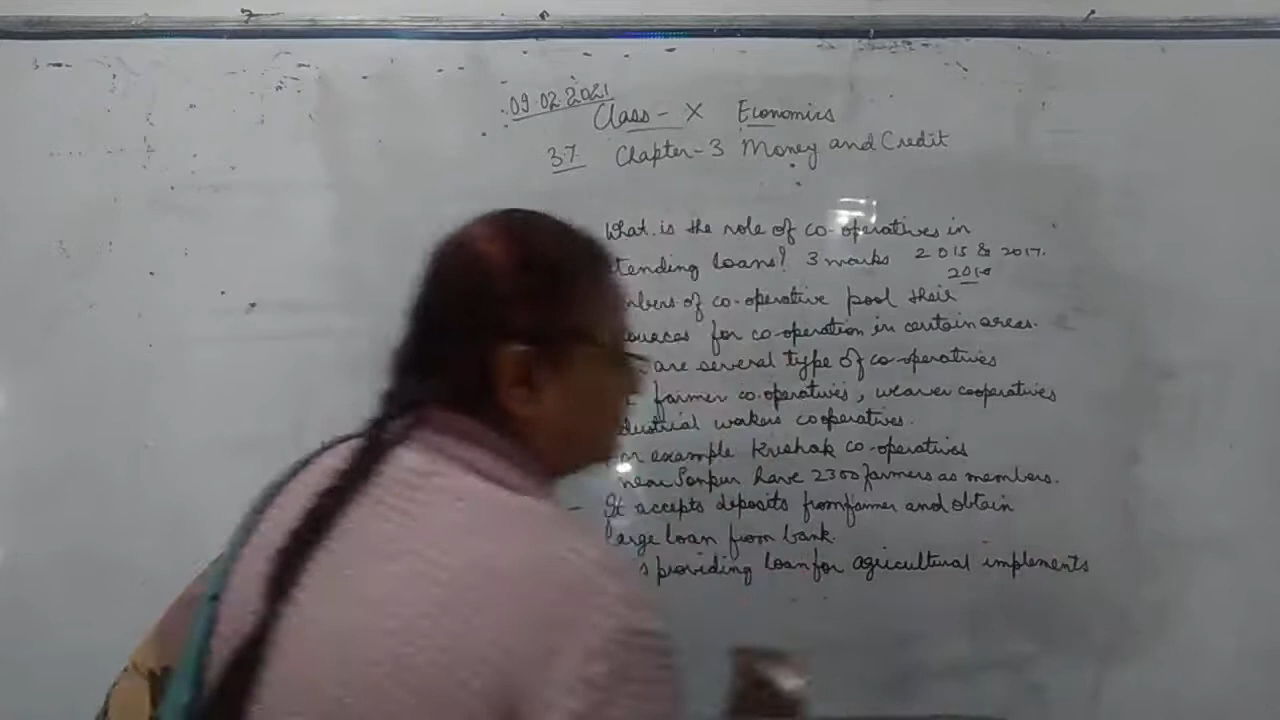 09.02.2021
Class - X Economics
3.7 Chapter-3 Money and Credit
What is the role of co-operatives in
tending loans? 3 marks 2015 & 2017.
mbers of co-operative pool their
for co-operation in certain areas.
are several type of co-operatives
farmer co.operatives, weaver cooperatives
dustrial workers cooperatives.
example Krishak co-operatives
near Sonpur have 2300 farmers as members.
- It accepts deposits from farmer and obtain
large loan from bank.
s providing loan for agricultural implements